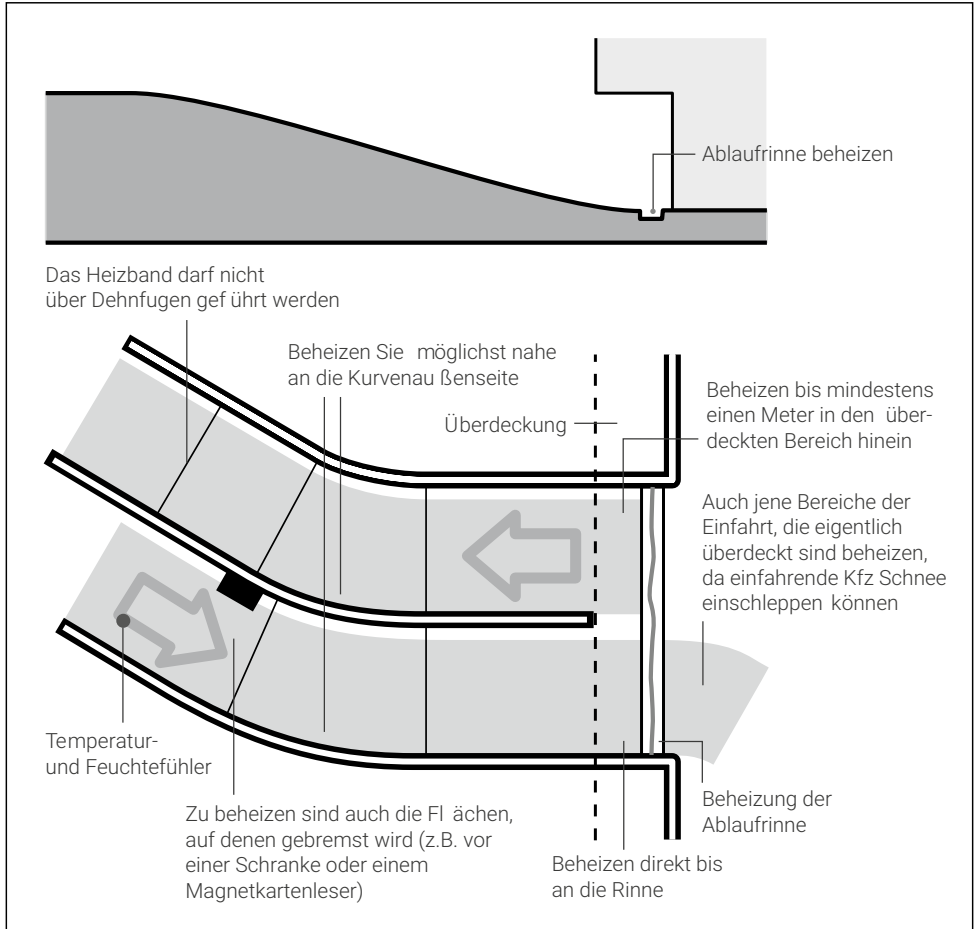 Ablaufrinne beheizen
Das Heizband darf nicht
über Dehnfugen gef ührt werden
Beheizen Sie möglichst nahe
an die Kurvenau ßenseite
Überdeckung
Beheizen bis mindestens
einen Meter in den über-
deckten Bereich hinein
Auch jene Bereiche der
Einfahrt, die eigentlich
überdeckt sind beheizen,
da einfahrende Kfz Schnee
einschleppen können
Temperatur-
und Feuchtefühler
Zu beheizen sind auch die Fl ächen,
auf denen gebremst wird (z.B. vor
einer Schranke oder einem
Magnetkartenleser)
Beheizen direkt bis
an die Rinne
Beheizung der
Ablaufrinne